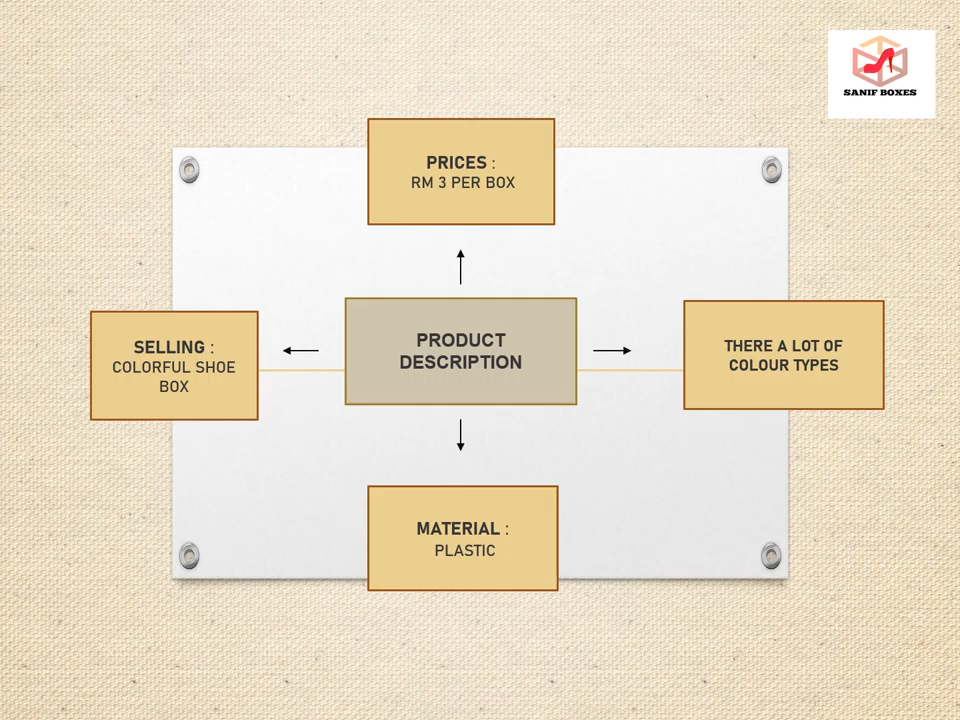 SANIF BOXES
PRICES :
RM 3 PER BOX
PRODUCT
DESCRIPTION
SELLING :
COLORFUL SHOE
BOX
THERE A LOT OF
COLOUR TYPES
MATERIAL :
PLASTIC